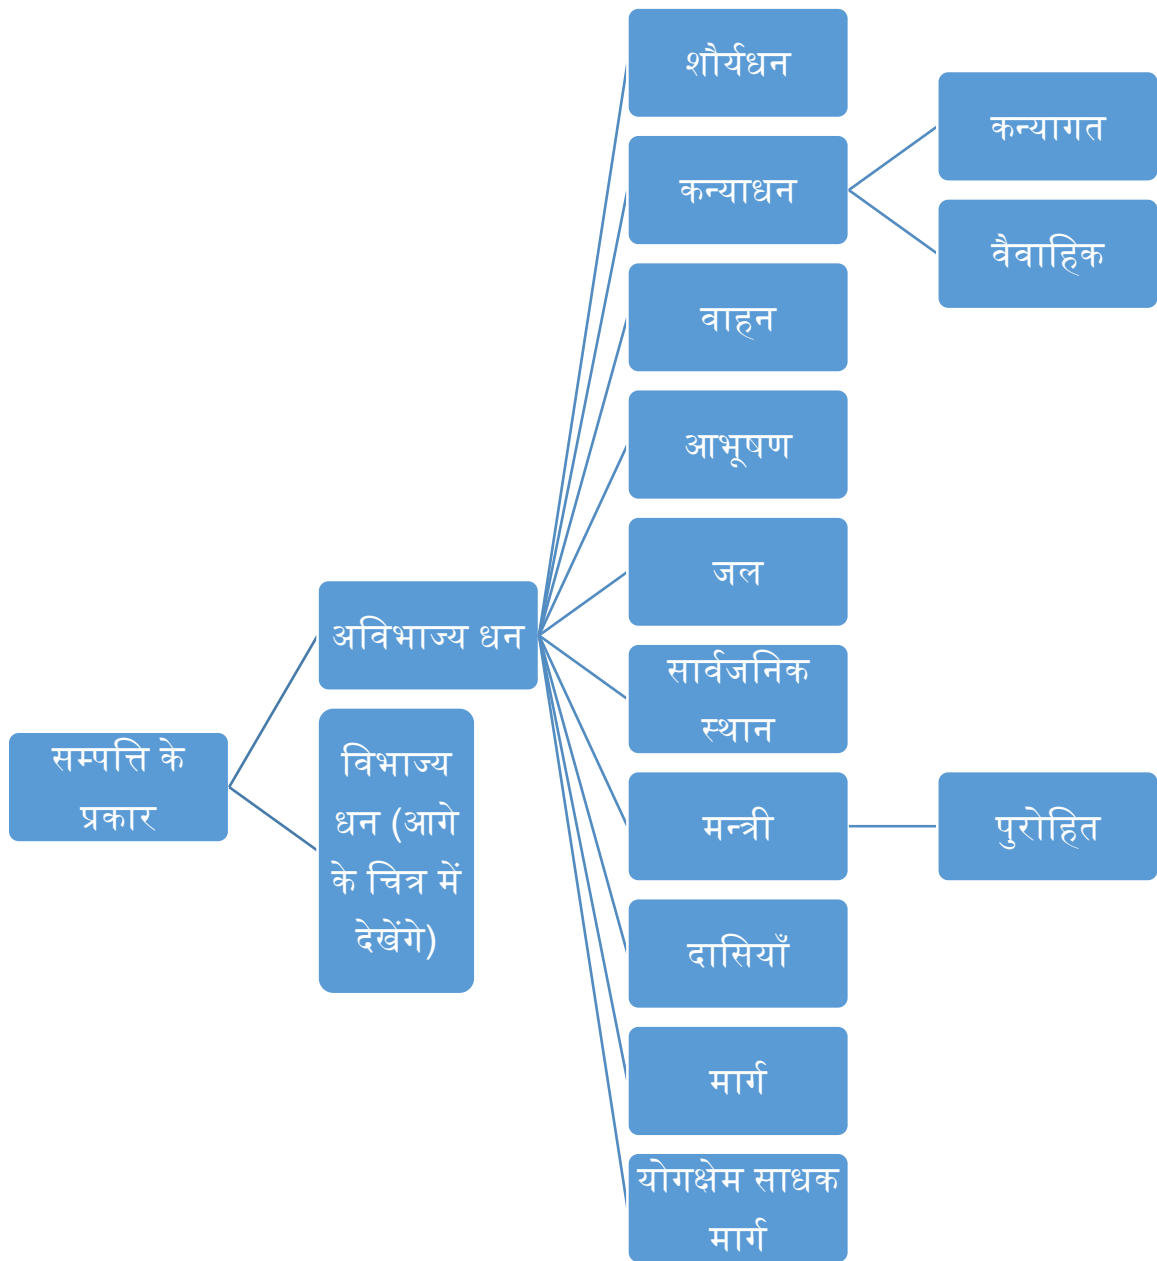 सम्पत्ति के
प्रकार
अविभाज्य धन
शौर्यधन
कन्याधन
कन्यागत
वैवाहिक
वाहन
आभूषण
जल
सार्वजनिक
स्थान
मन्त्री
पुरोहित
दासियाँ
मार्ग
योगक्षेम साधक
मार्ग
विभाज्य
धन (आगे
के चित्र में
देखेंगे)